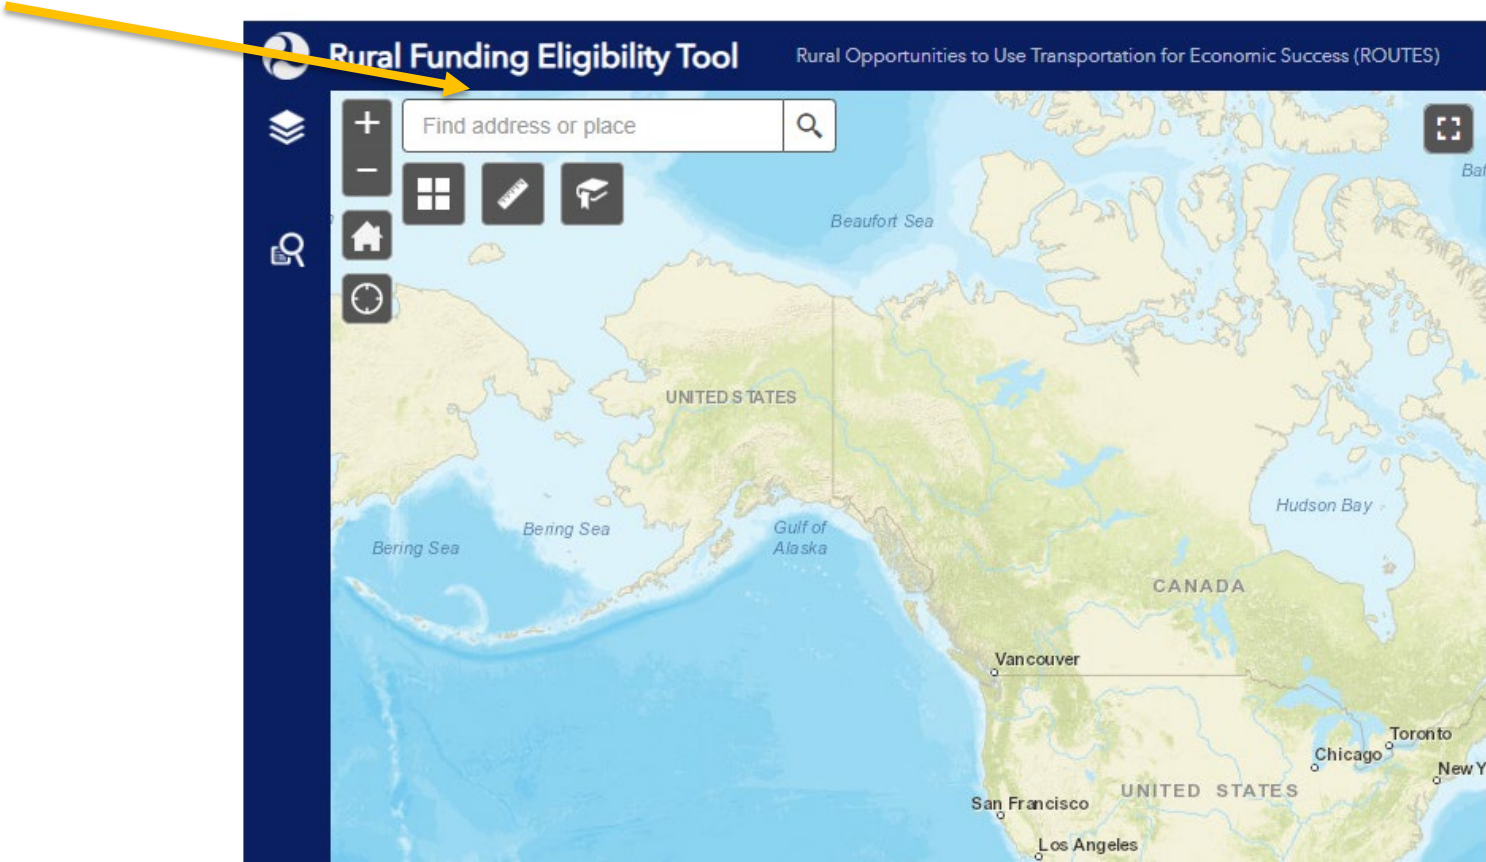 Rural Funding Eligibility Tool
Rural Opportunities to Use Transportation for Economic Success (ROUTES)
Find address or place
Beaufort Sea
UNITED STATES
Hudson Bay
Bering Sea
Gulf of
Alaska
Bering Sea
CANADA
Vancouver
Toronto
Chicago
UNITED STATES
San Francisco
Los Angeles